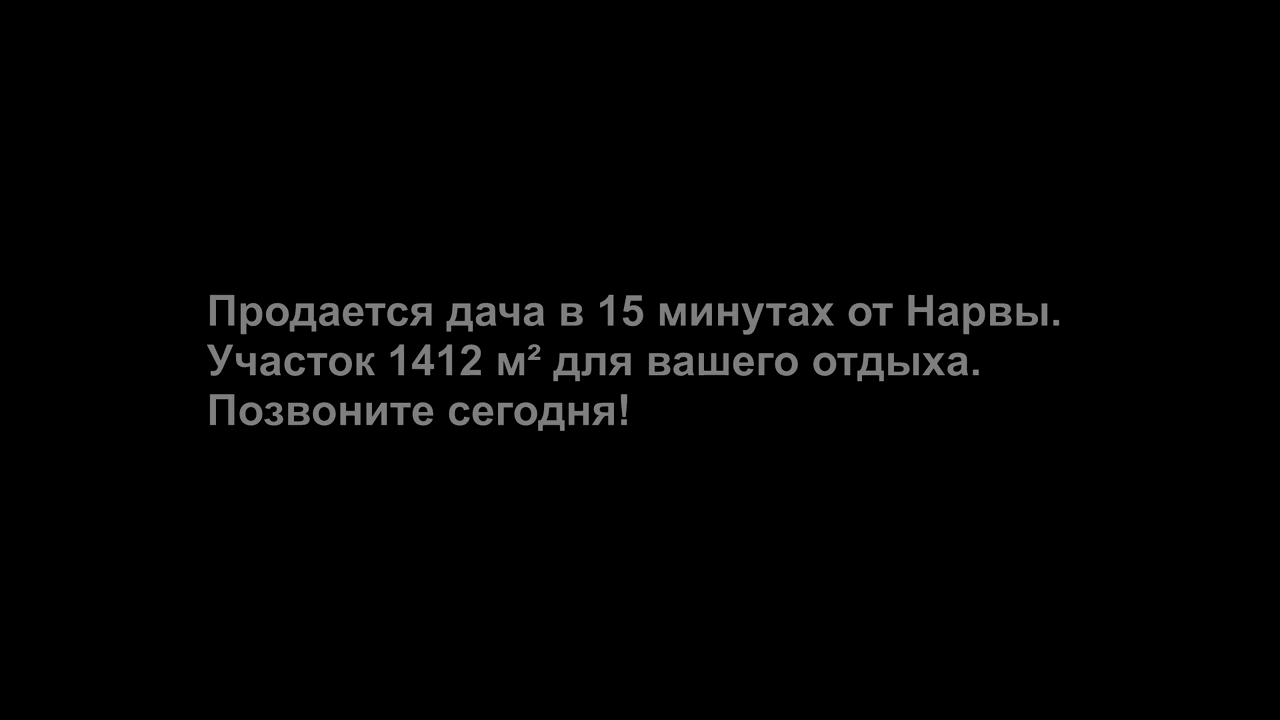 Продается дача в 15 минутах от Нарвы.
Участок 1412 м² для вашего отдыха.
Позвоните сегодня!